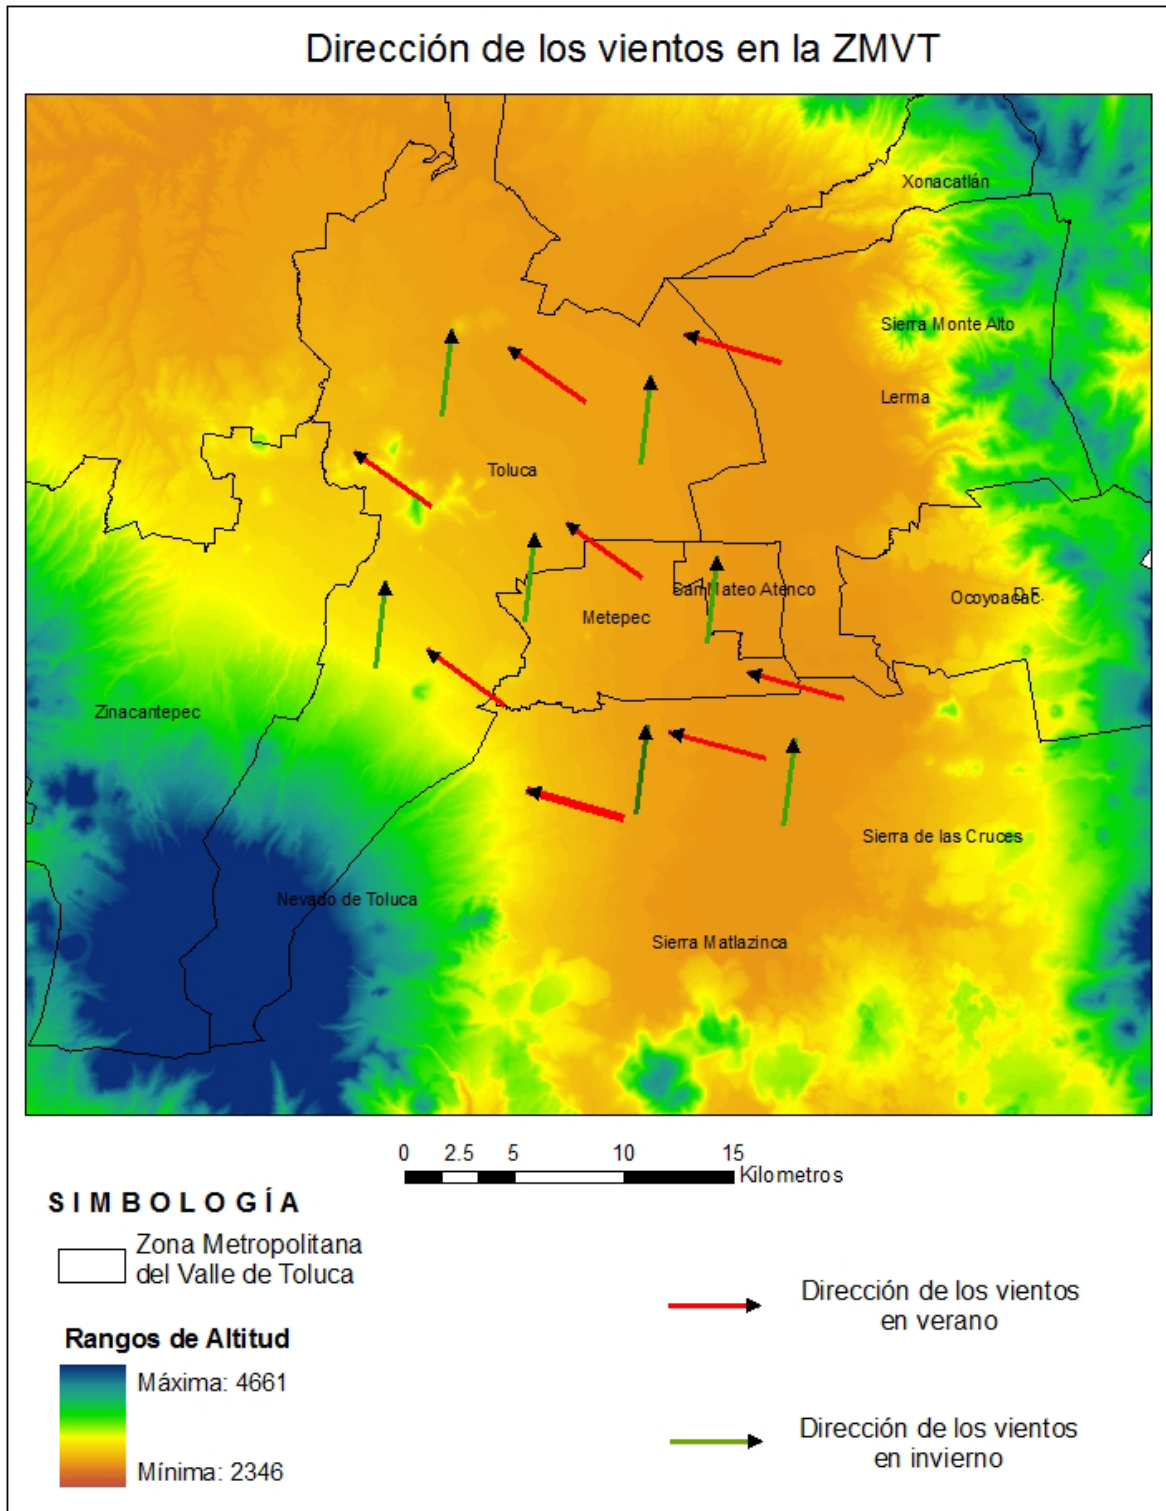 Dirección de los vientos en la ZMVT
Xonacatlán
Sierra Monte Alto
Lerma
Toluca
San Mateo Atenco
Ocoyoacac
D.F.
Metepec
Zinacantepec
Sierra de las Cruces
Nevado de Toluca
Sierra Matlazinca
0 2.5 5 10 15
Kilometros
SIMBOLOGÍA
Zona Metropolitana
del Valle de Toluca
Dirección de los vientos
en verano
Rangos de Altitud
Máxima: 4661
Mínima: 2346
Dirección de los vientos
en invierno